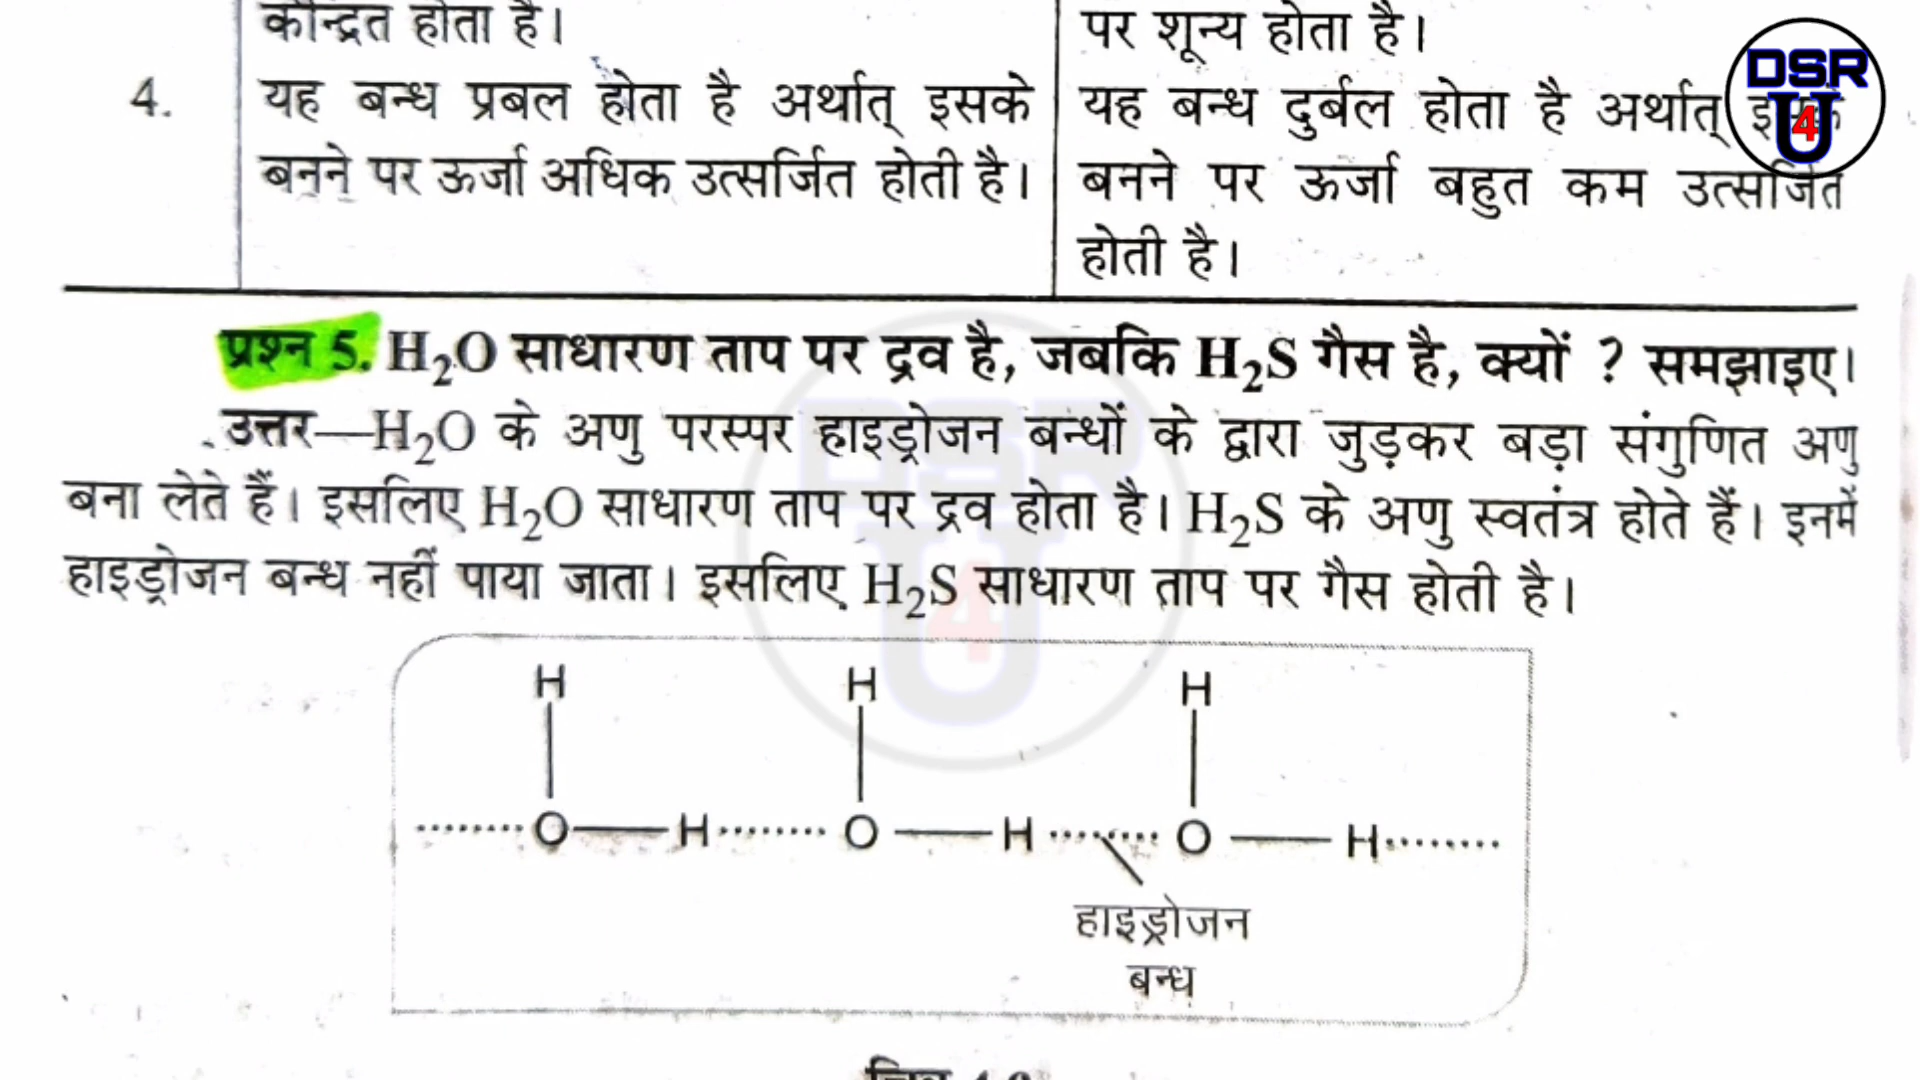 केन्द्रित होता है।
पर शून्य होता है।
4.
यह बन्ध प्रबल होता है अर्थात् इसके
बनने पर ऊर्जा अधिक उत्सर्जित होती है।
यह बन्ध दुर्बल होता है अर्थात् इसके
बनने पर ऊर्जा बहुत कम उत्सर्जित
होती है।
DSR
U
4
प्रश्न 5. H₂O साधारण ताप पर द्रव है, जबकि H₂S गैस है, क्यों ? समझाइए।
उत्तर—H₂O के अणु परस्पर हाइड्रोजन बन्धों के द्वारा जुड़कर बड़ा संगुणित अणु
बना लेते हैं। इसलिए H₂O साधारण ताप पर द्रव होता है। H₂S के अणु स्वतंत्र होते हैं। इनमें
हाइड्रोजन बन्ध नहीं पाया जाता। इसलिए H₂S साधारण ताप पर गैस होती है।
DSR
U
4
H H H
........O—H........O—H........O—H........
हाइड्रोजन
बन्ध